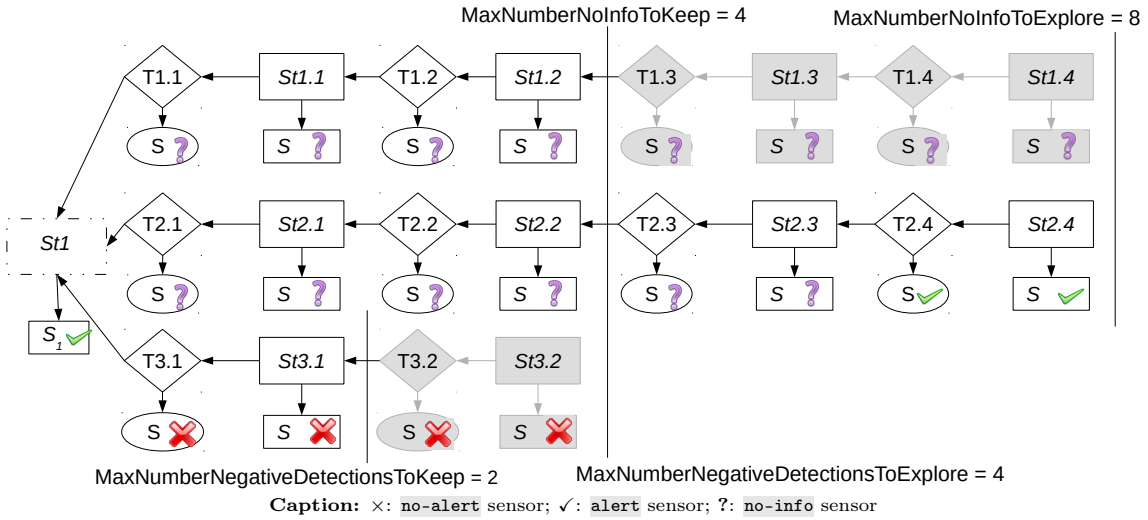 MaxNumberNoInfoToKeep = 4
MaxNumberNoInfoToExplore = 8
T1.1 St1.1 T1.2 St1.2 T1.3 St1.3 T1.4 St1.4
S ? S ? S ? S ? S ? S ? S ? S ?
St1 T2.1 St2.1 T2.2 St2.2 T2.3 St2.3 T2.4 St2.4
S ? S ? S ? S ? S ? S ? S ✓ S ✓
S1 ✓
T3.1 St3.1 T3.2 St3.2
S × S × S × S ×
MaxNumberNegativeDetectionsToKeep = 2
MaxNumberNegativeDetectionsToExplore = 4
Caption: ×: no-alert sensor; ✓: alert sensor; ?: no-info sensor